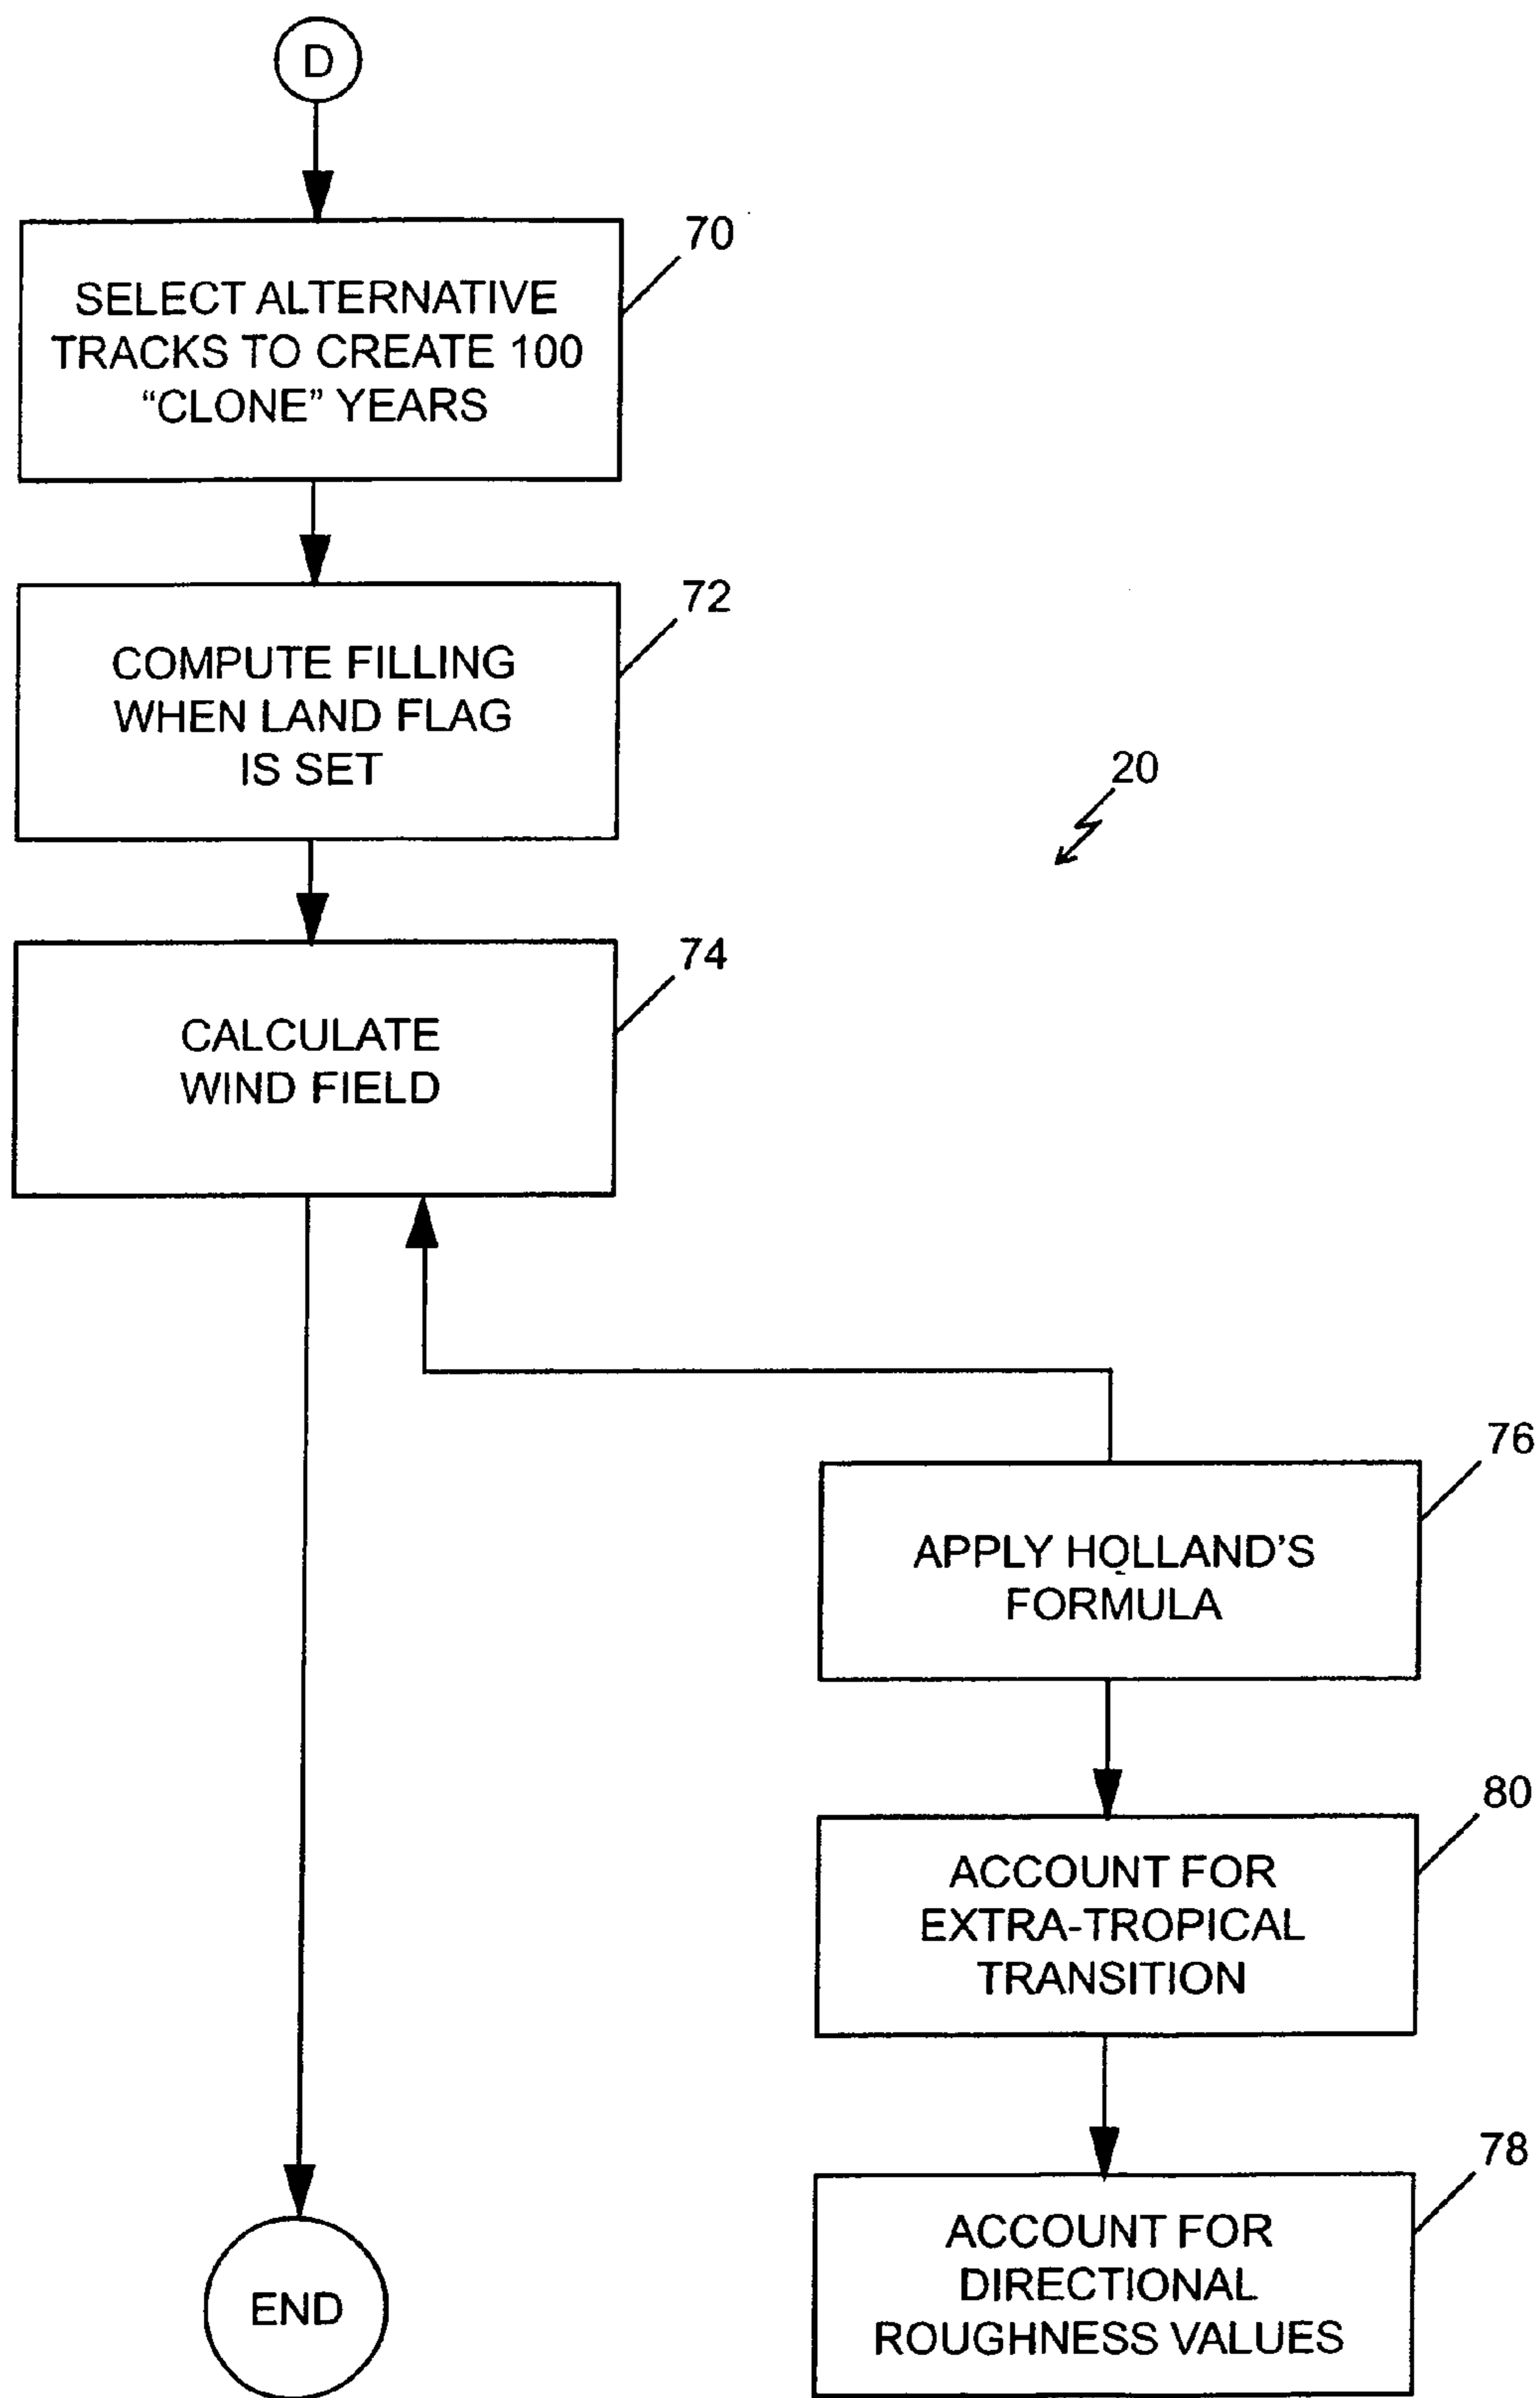 D
70
SELECT ALTERNATIVE
TRACKS TO CREATE 100
“CLONE” YEARS
72
COMPUTE FILLING
WHEN LAND FLAG
IS SET
20
74
CALCULATE
WIND FIELD
76
APPLY HOLLAND’S
FORMULA
80
ACCOUNT FOR
EXTRA-TROPICAL
TRANSITION
78
ACCOUNT FOR
DIRECTIONAL
ROUGHNESS VALUES
END